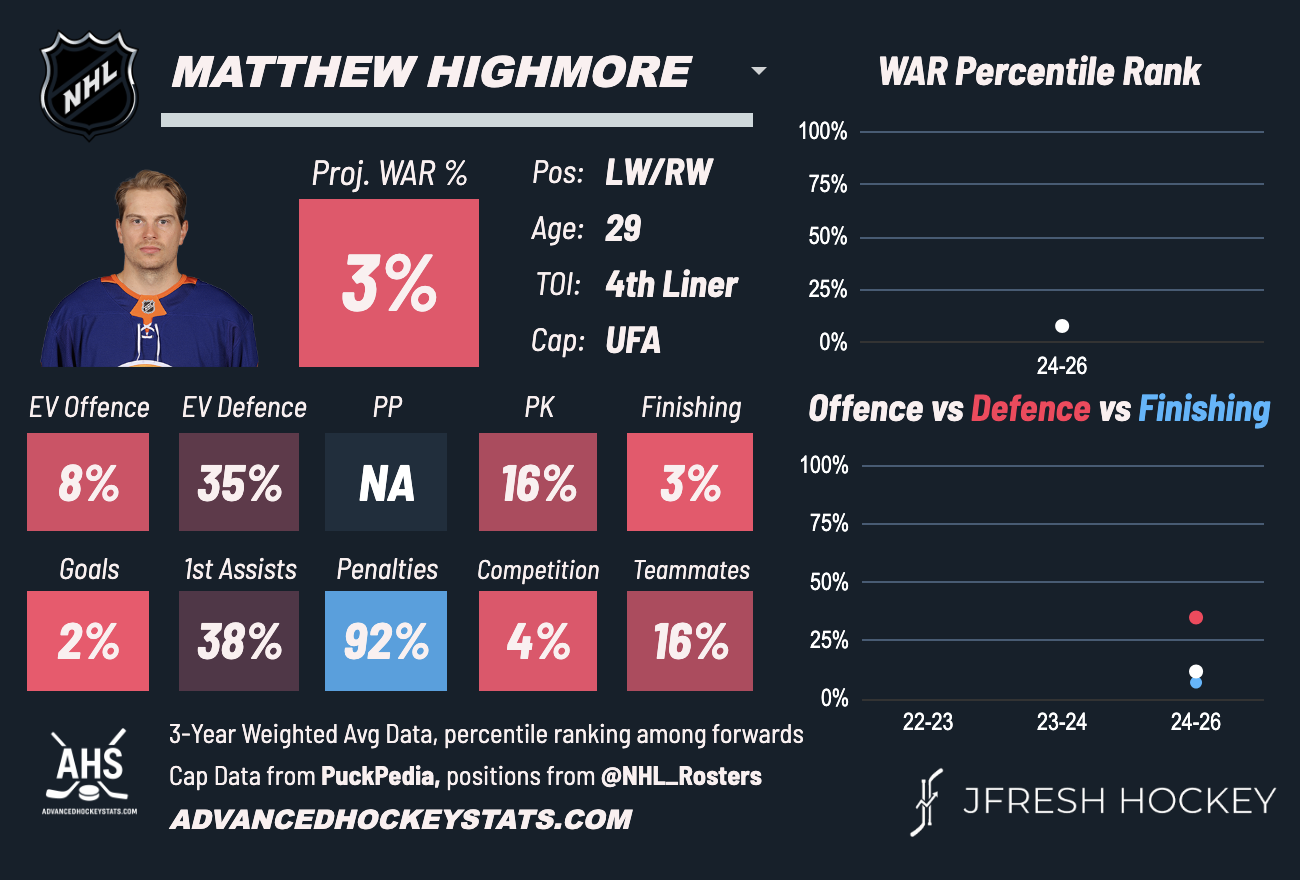 NHL
MATTHEW HIGHMORE
Proj. WAR %
3%
Pos: LW/RW
Age: 29
TOI: 4th Liner
Cap: UFA
EV Offence EV Defence PP PK Finishing
8% 35% NA 16% 3%
Goals 1st Assists Penalties Competition Teammates
2% 38% 92% 4% 16%
WAR Percentile Rank
100%
75%
50%
25%
0%
24-26
Offence vs Defence vs Finishing
100%
75%
50%
25%
0%
22-23 23-24 24-26
AHS
ADVANCEDHOCKEYSTATS.COM
3-Year Weighted Avg Data, percentile ranking among forwards
Cap Data from PuckPedia, positions from @NHL_Rosters
ADVANCEDHOCKEYSTATS.COM
JFRESH HOCKEY